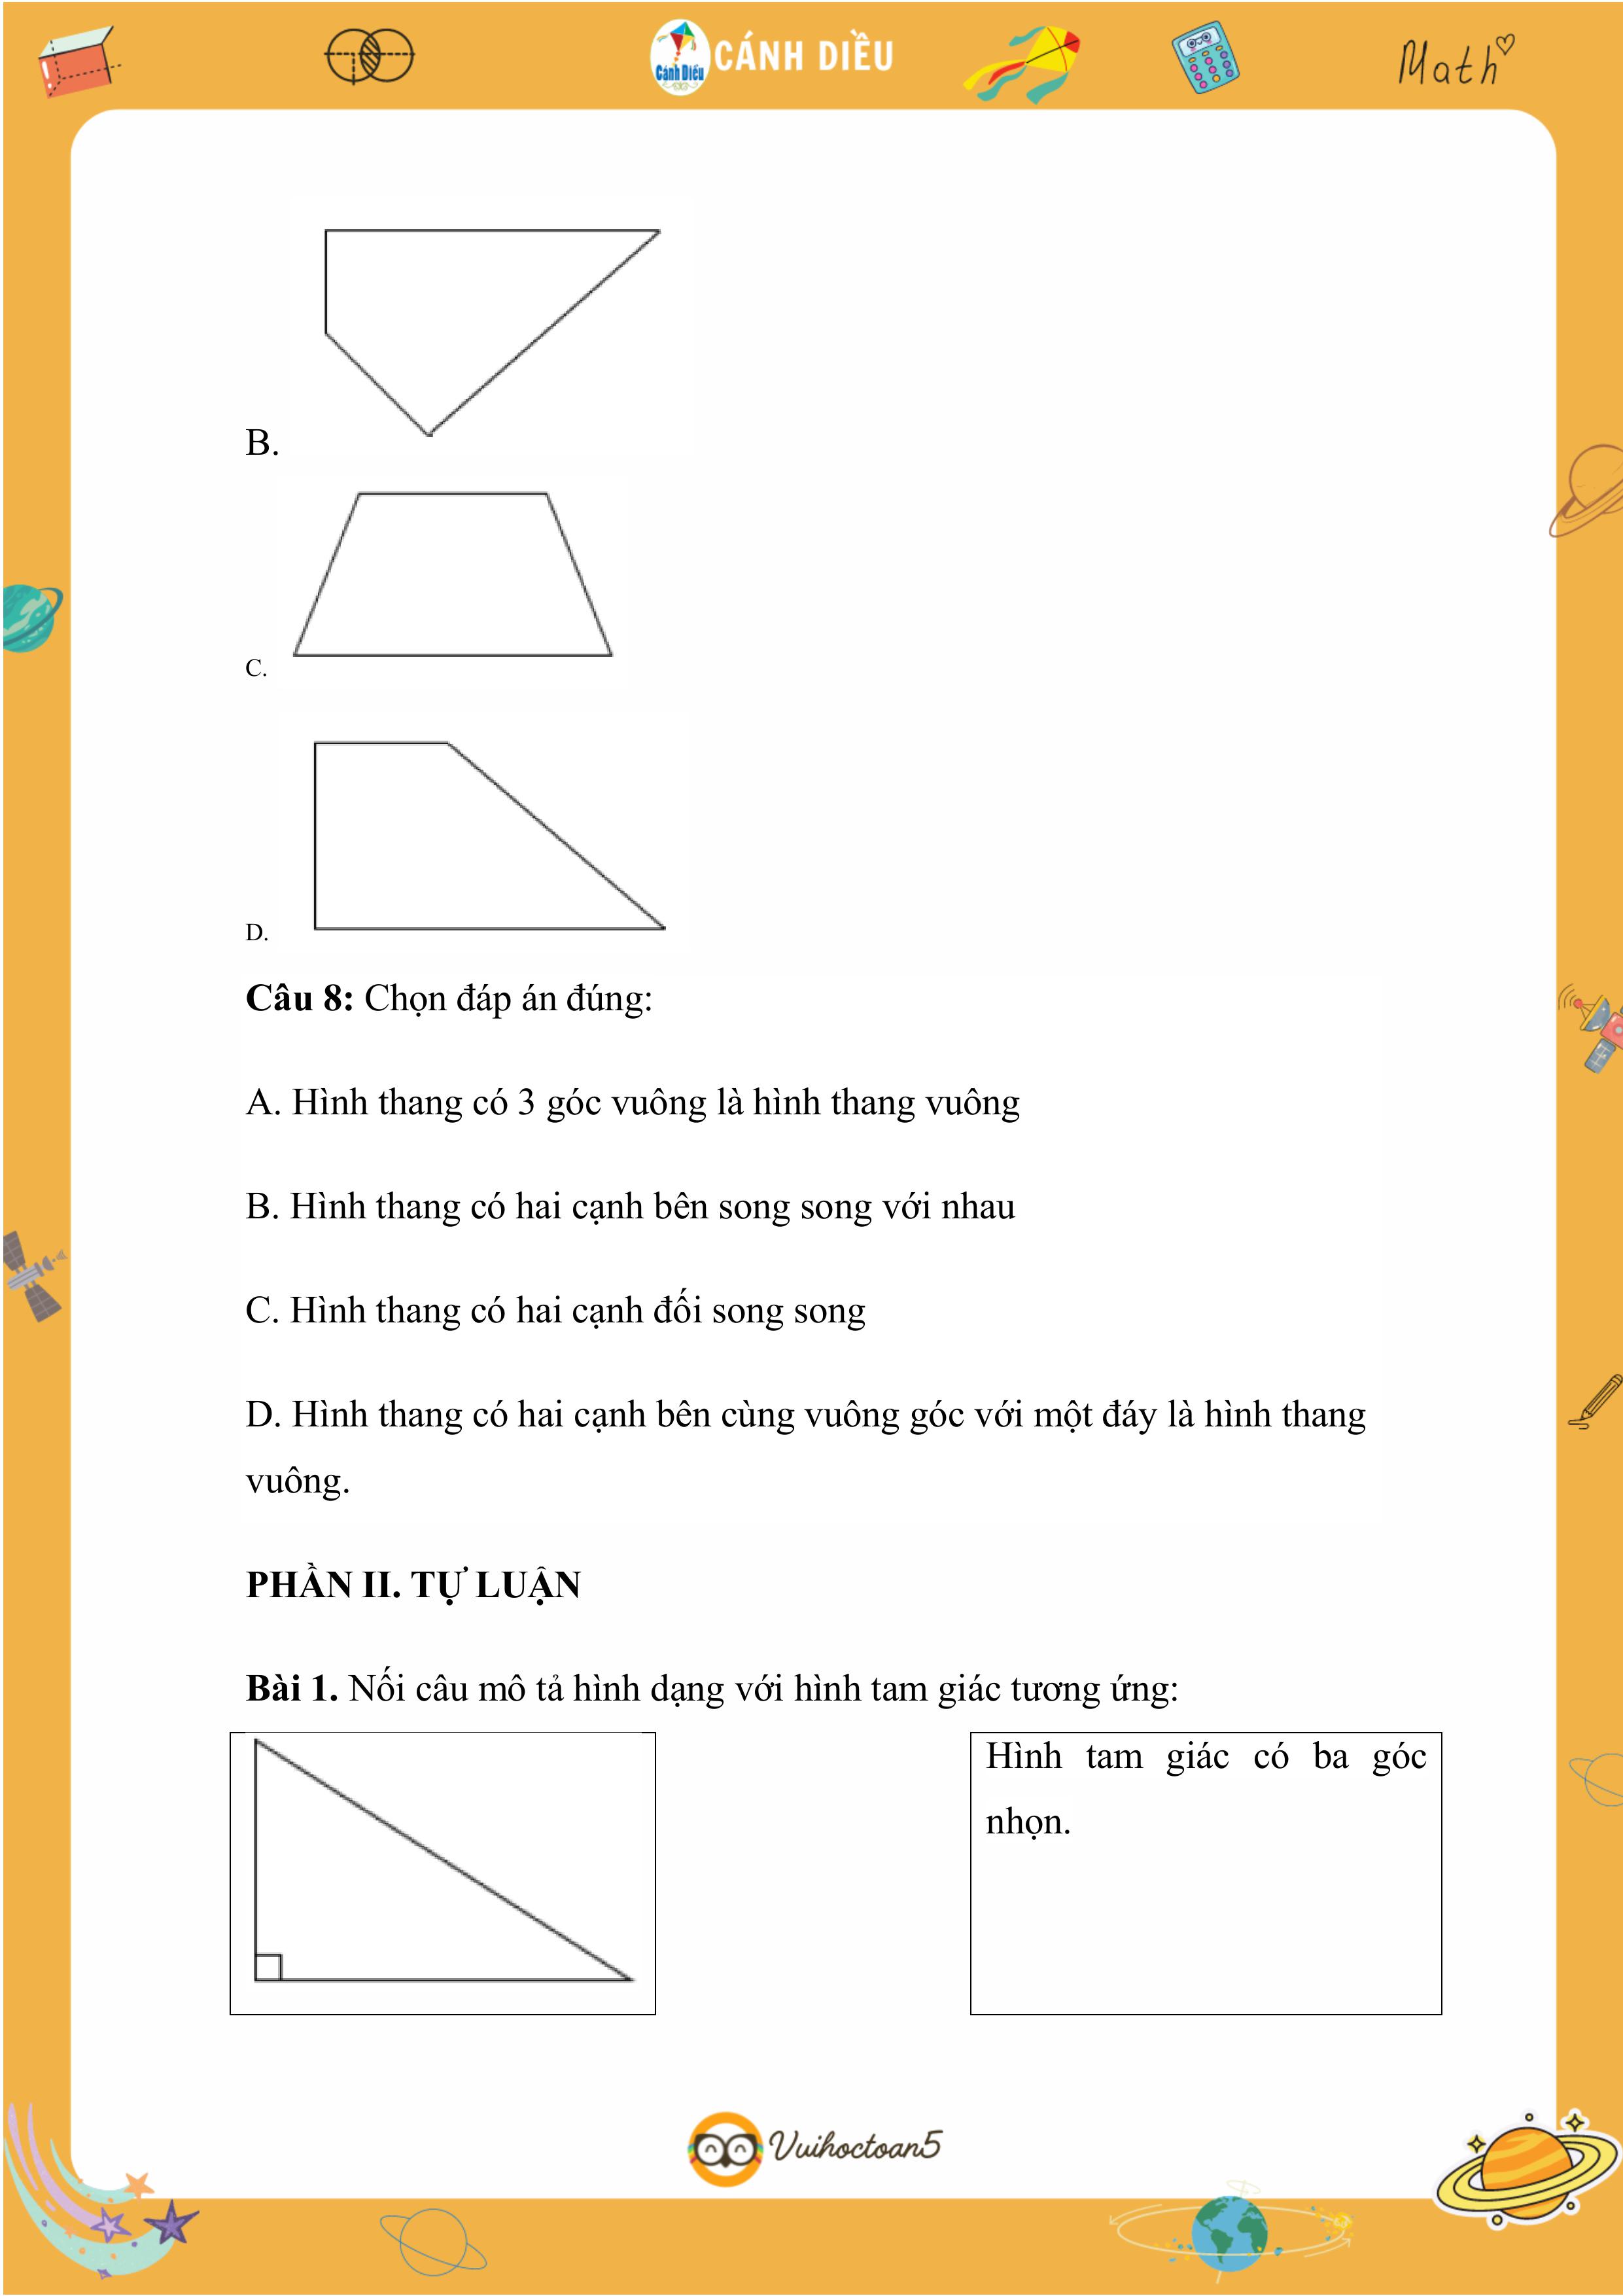 Cánh Diều CÁNH DIỀU
Math
B.
C.
D.
Câu 8: Chọn đáp án đúng:
A. Hình thang có 3 góc vuông là hình thang vuông
B. Hình thang có hai cạnh bên song song với nhau
C. Hình thang có hai cạnh đối song song
D. Hình thang có hai cạnh bên cùng vuông góc với một đáy là hình thang
vuông.
PHẦN II. TỰ LUẬN
Bài 1. Nối câu mô tả hình dạng với hình tam giác tương ứng:
Hình tam giác có ba góc
nhọn.
Vuihoctoan5